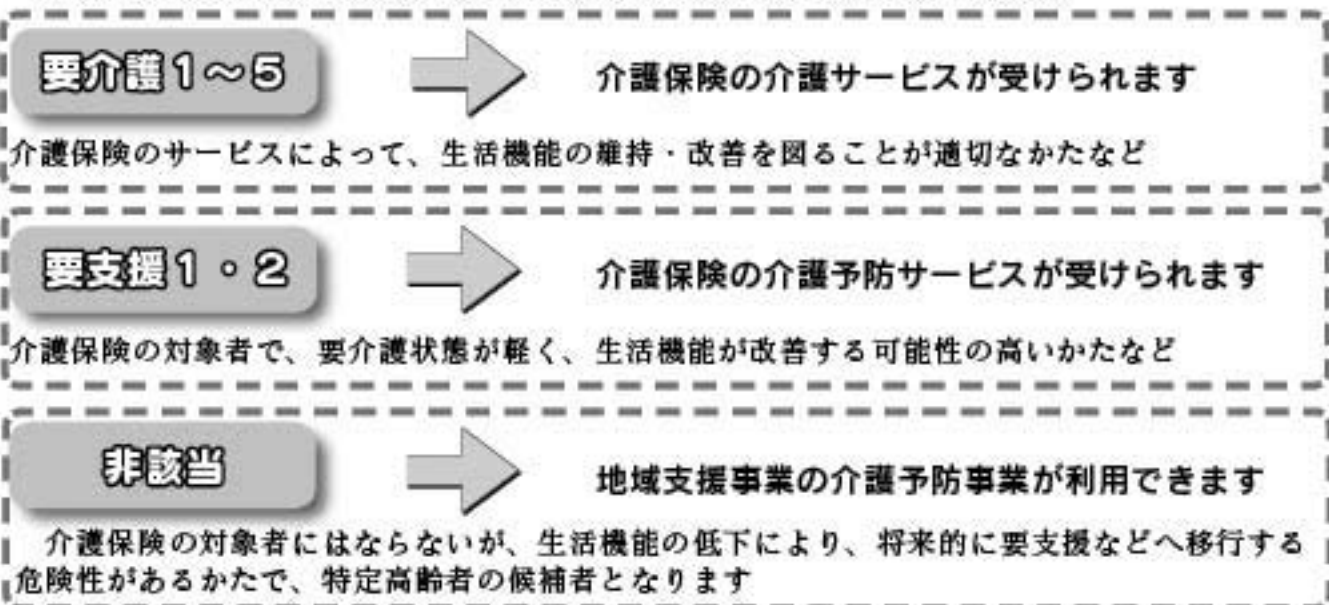 要介護1～5
介護保険の介護サービスが受けられます
介護保険のサービスによって、生活機能の維持・改善を図ることが適切なかたなど
要支援1・2
介護保険の介護予防サービスが受けられます
介護保険の対象者で、要介護状態が軽く、生活機能が改善する可能性の高いかたなど
非該当
地域支援事業の介護予防事業が利用できます
介護保険の対象者にはならないが、生活機能の低下により、将来的に要支援などへ移行する
危険性があるかたで、特定高齢者の候補者となります